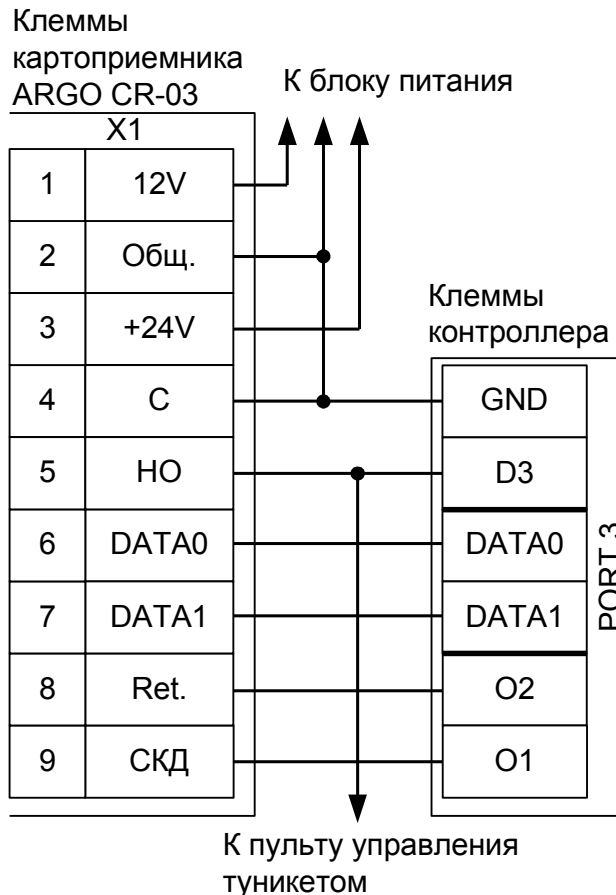 Клеммы
картоприемника
ARGO CR-03
К блоку питания
X1
1 12V
2 Общ.
3 +24V
4 С
5 НО
6 DATA0
7 DATA1
8 Ret.
9 СКД
Клеммы
контроллера
GND
D3
DATA0
DATA1
O2
O1
PORT 3
К пульту управления
туникетом